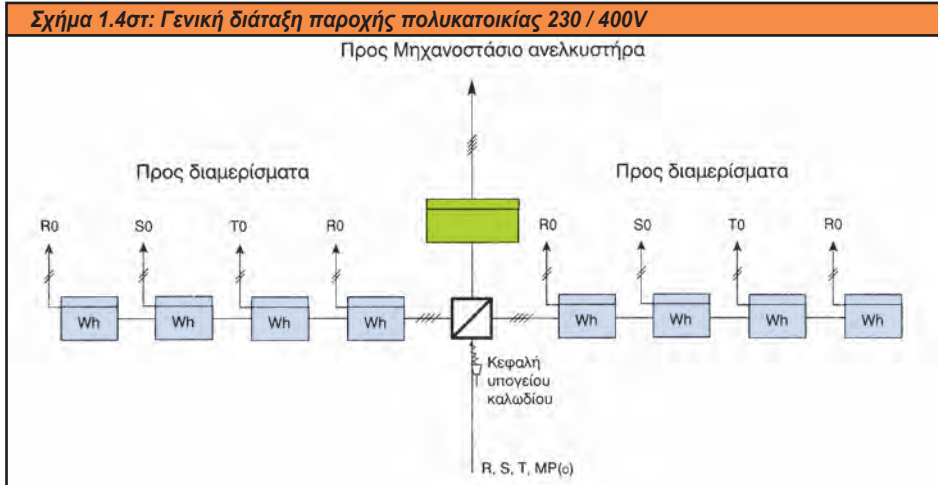 Σχήμα 1.4στ: Γενική διάταξη παροχής πολυκατοικίας 230 / 400V
Προς Μηχανοστάσιο ανελκυστήρα
Προς διαμερίσματα
Προς διαμερίσματα
R0 S0 T0 R0 R0 S0 T0 R0
Wh Wh Wh Wh Wh Wh Wh Wh
Κεφαλή
υπογείου
καλωδίου
R, S, T, MP(o)